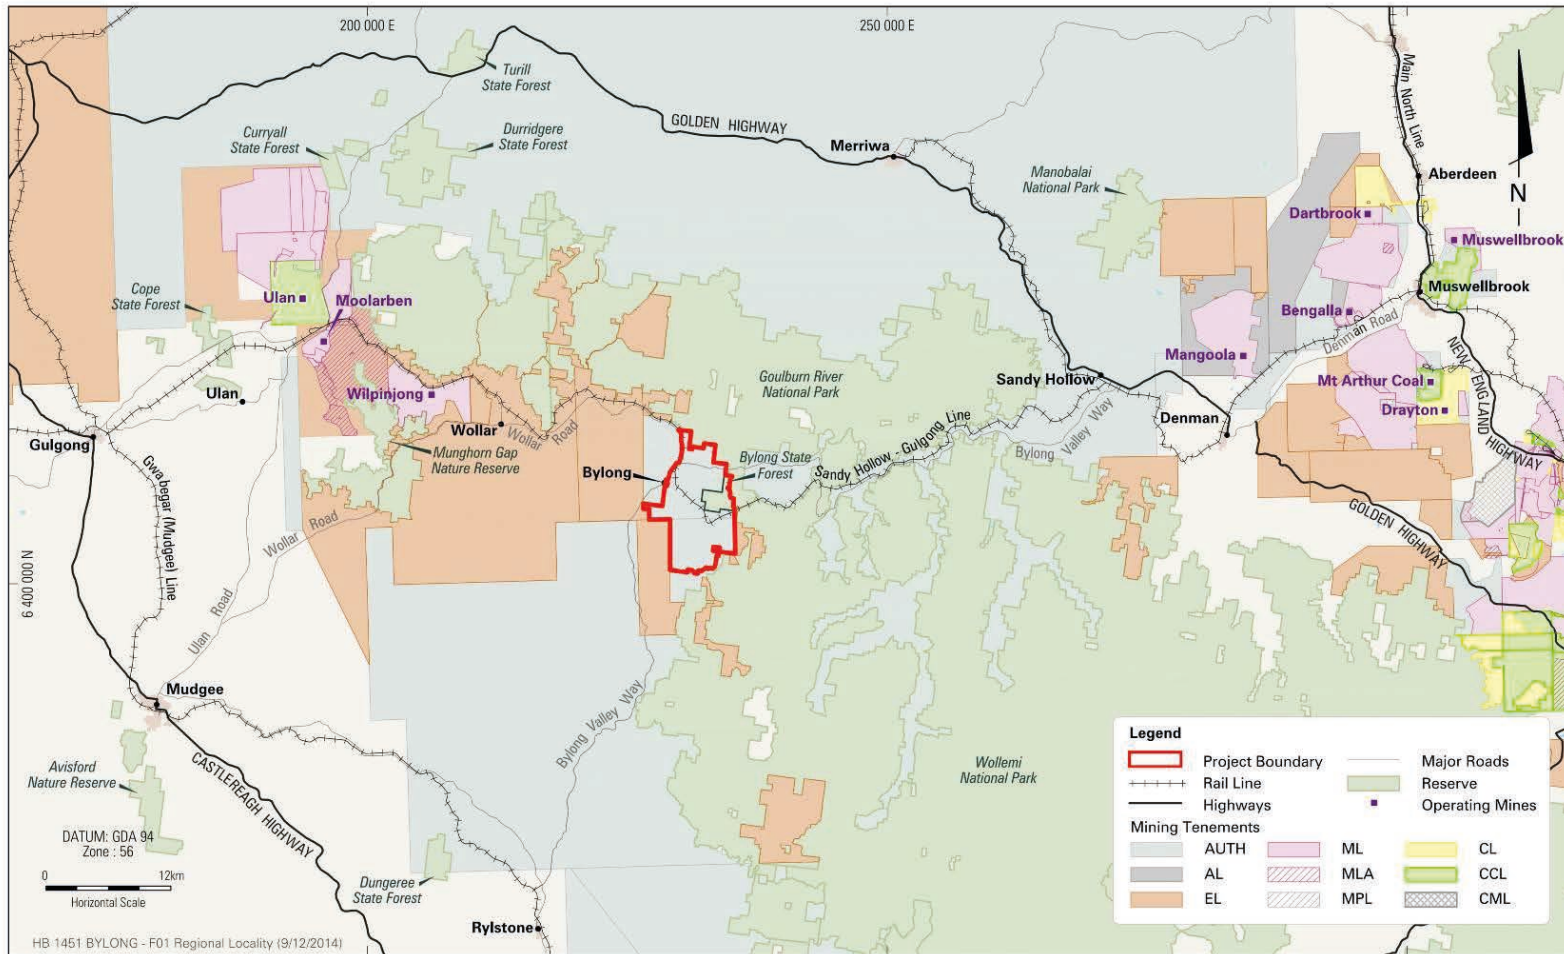 200 000 E
250 000 E
6 400 000 N
Turill
State Forest
Curryall
State Forest
Durridgere
State Forest
GOLDEN HIGHWAY
Merriwa
Manobalai
National Park
Main North Line
Aberdeen
N
Dartbrook
Muswellbrook
Muswellbrook
Cope
State Forest
Ulan
Moolarben
Bengalla
Denman Road
Mangoola
NEW ENGLAND
HIGHWAY
Goulburn River
National Park
Sandy Hollow
Mt Arthur Coal
Drayton
Ulan
Wilpinjong
Denman
Gulgong
Wollar
Wollar Road
Munghorn Gap
Nature Reserve
Bylong
Bylong State
Forest
Sandy Hollow - Gulgong Line
Bylong Valley Way
Gwabegar (Mudgee) Line
Wollar Road
GOLDEN HIGHWAY
Ulan Road
Mudgee
Bylong Valley Way
Avisford
Nature Reserve
CASTLEREAGH HIGHWAY
Wollemi
National Park
DATUM: GDA 94
Zone : 56
0
12km
Horizontal Scale
Dungeree
State Forest
Rylstone
HB 1451 BYLONG - F01 Regional Locality (9/12/2014)
Legend
Project Boundary
Major Roads
Rail Line
Reserve
Highways
Operating Mines
Mining Tenements
AUTH
ML
CL
AL
MLA
CCL
EL
MPL
CML